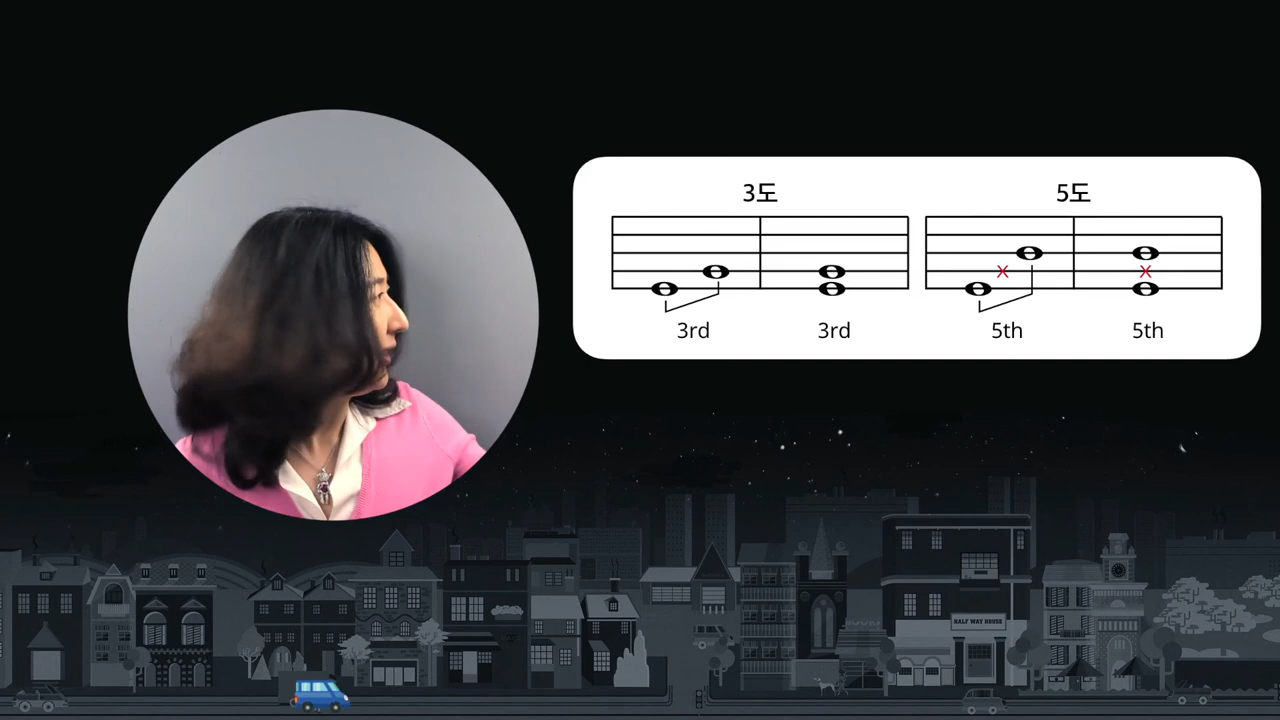 3도
5도
3rd
3rd
5th
5th
HALF WAY HOUSE